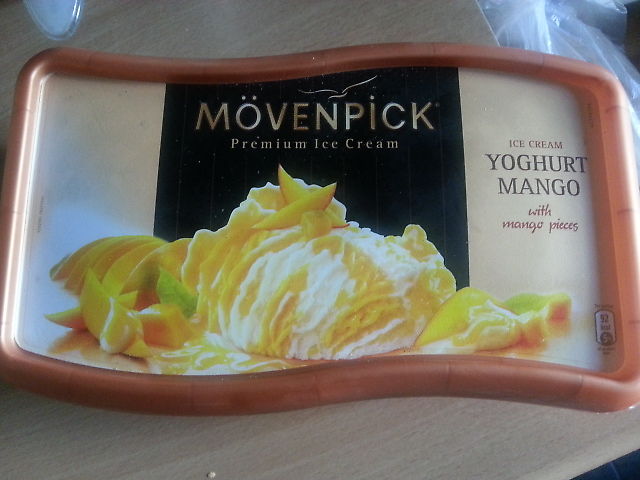 MÖVENPiCK
Premium Ice Cream
ICE CREAM
YOGHURT
MANGO
with
mango pieces